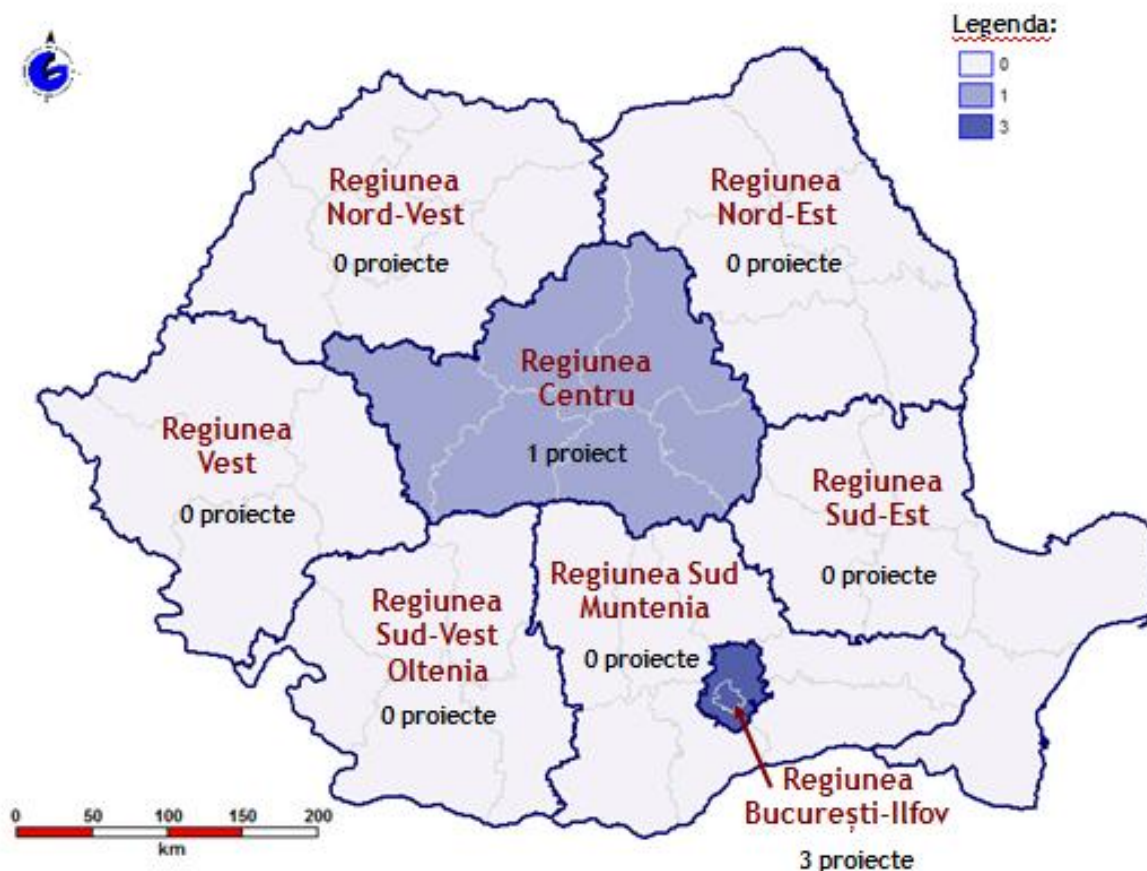 Legenda:
0
1
3
Regiunea
Nord-Vest
0 proiecte
Regiunea
Nord-Est
0 proiecte
Regiunea
Centru
1 proiect
Regiunea
Vest
0 proiecte
Regiunea
Sud-Est
0 proiecte
Regiunea
Sud-Vest
Oltenia
0 proiecte
Regiunea Sud
Muntenia
0 proiecte
Regiunea
București-Ilfov
3 proiecte
0 50 100 150 200
km